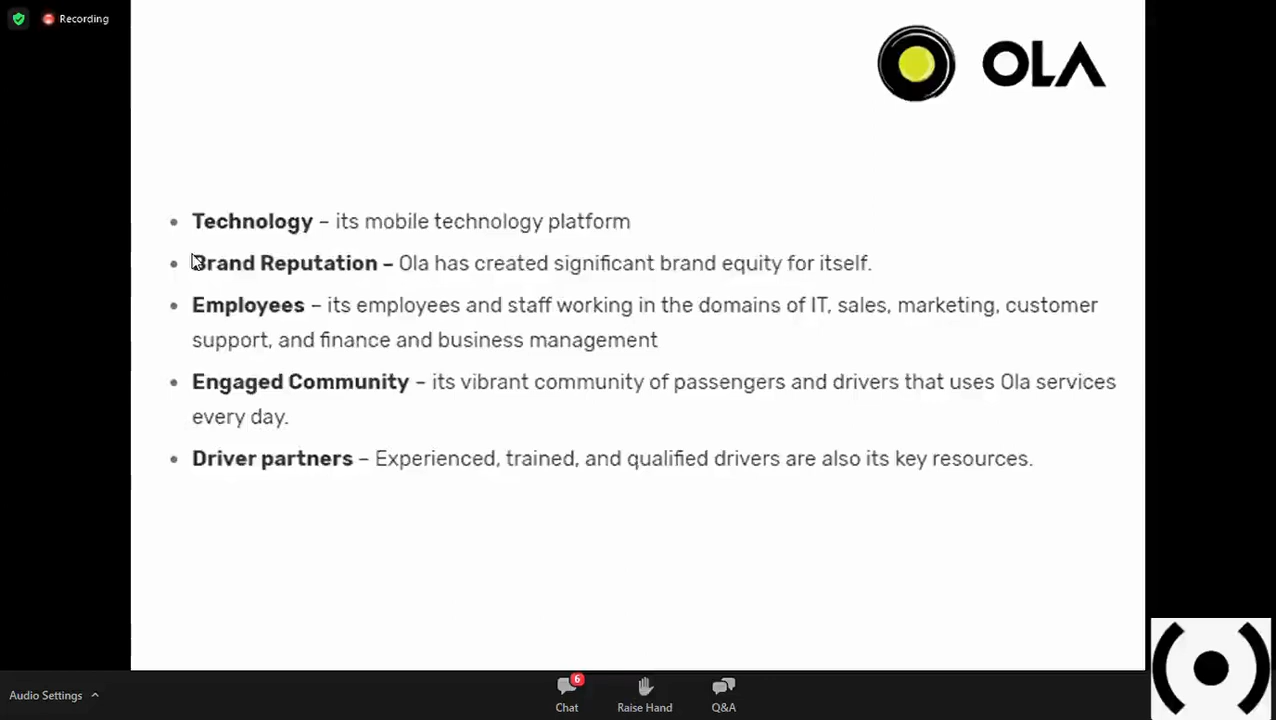 Recording
OLA
• Technology – its mobile technology platform
• Brand Reputation – Ola has created significant brand equity for itself.
• Employees – its employees and staff working in the domains of IT, sales, marketing, customer
support, and finance and business management
• Engaged Community – its vibrant community of passengers and drivers that uses Ola services
every day.
• Driver partners – Experienced, trained, and qualified drivers are also its key resources.
Audio Settings
6
Chat
Raise Hand
Q&A